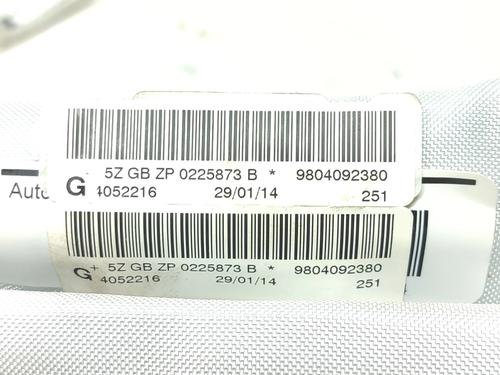 5Z GB ZP 0225873 B * 9804092380
G 4052216 29/01/14 251
Auto
+ 5Z GB ZP 0225873 B * 9804092380
G 4052216 29/01/14 251